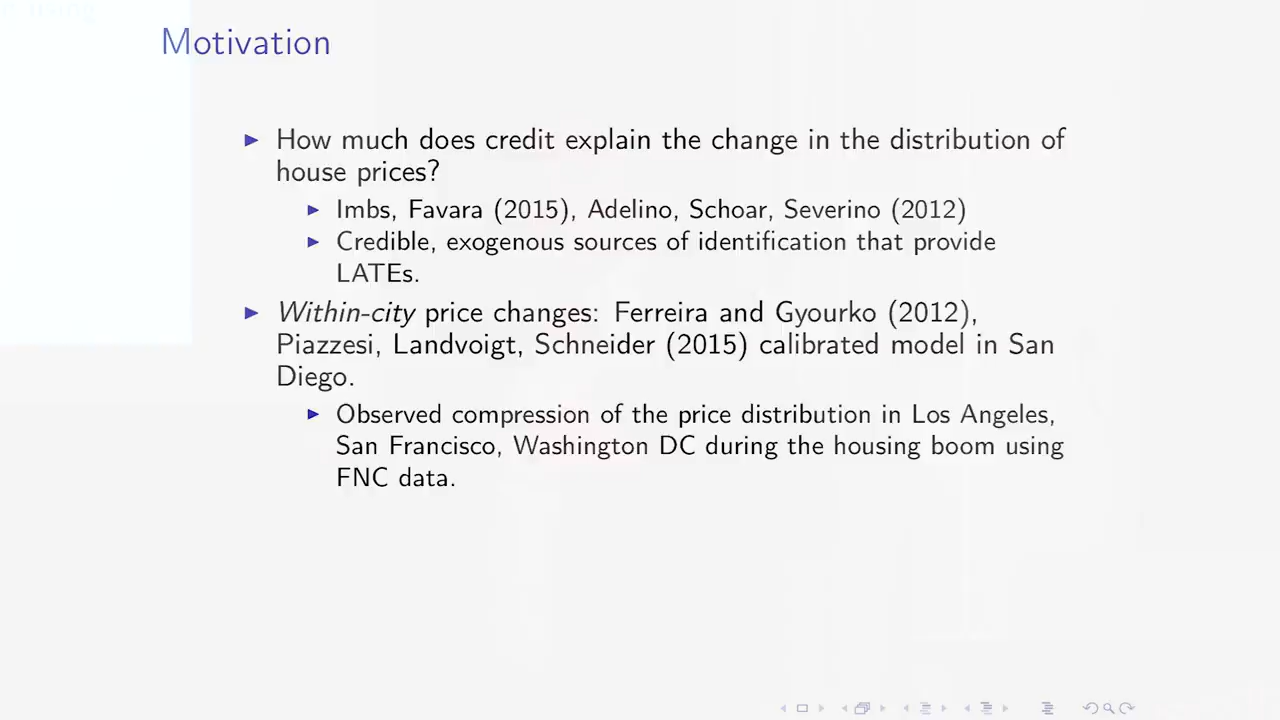 Motivation
How much does credit explain the change in the distribution of
house prices?
Imbs, Favara (2015), Adelino, Schoar, Severino (2012)
Credible, exogenous sources of identification that provide
LATEs.
Within-city price changes: Ferreira and Gyourko (2012),
Piazzesi, Landvoigt, Schneider (2015) calibrated model in San
Diego.
Observed compression of the price distribution in Los Angeles,
San Francisco, Washington DC during the housing boom using
FNC data.